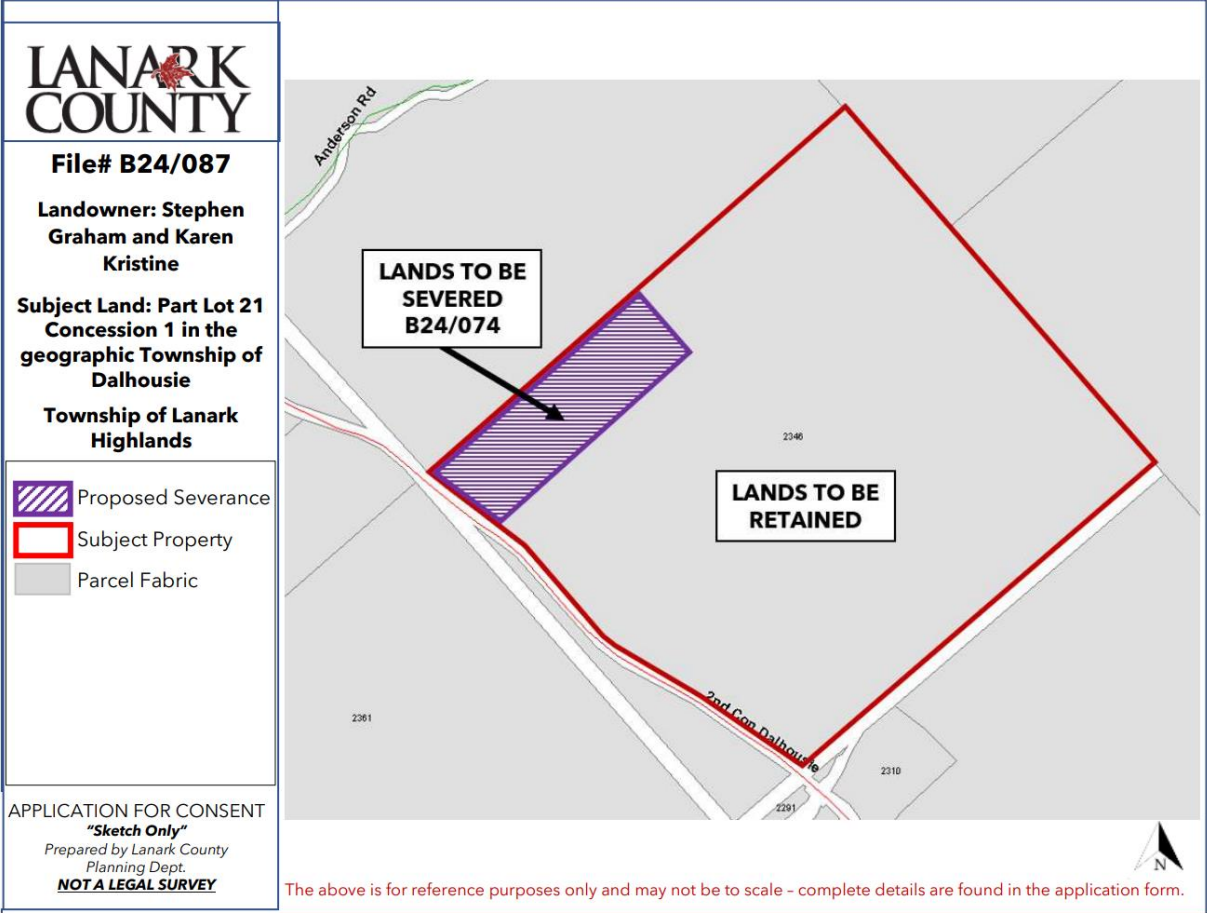 LANARK
COUNTY
File# B24/087
Landowner: Stephen
Graham and Karen
Kristine
Subject Land: Part Lot 21
Concession 1 in the
geographic Township of
Dalhousie
Township of Lanark
Highlands
Proposed Severance
Subject Property
Parcel Fabric
APPLICATION FOR CONSENT
"Sketch Only"
Prepared by Lanark County
Planning Dept.
NOT A LEGAL SURVEY
Anderson Rd
LANDS TO BE
SEVERED
B24/074
2346
LANDS TO BE
RETAINED
2361
2nd Con Dalhousie
2310
2291
N
The above is for reference purposes only and may not be to scale – complete details are found in the application form.